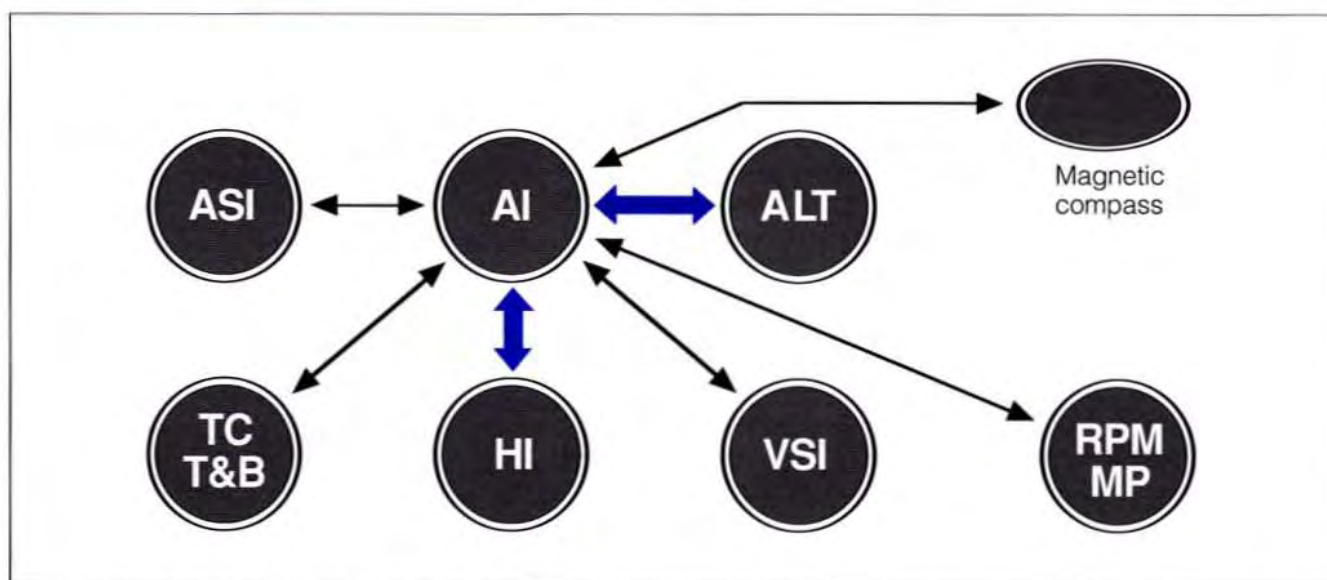 ASI
AI
ALT
Magnetic
compass
TC
T&B
HI
VSI
RPM
MP